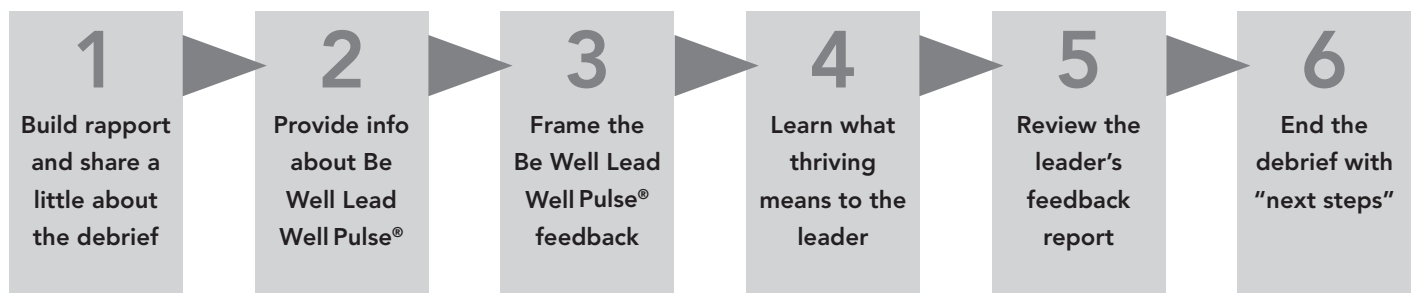 1
Build rapport
and share a
little about
the debrief
2
Provide info
about Be
Well Lead
Well Pulse®
3
Frame the
Be Well Lead
Well Pulse®
feedback
4
Learn what
thriving
means to the
leader
5
Review the
leader’s
feedback
report
6
End the
debrief with
“next steps”